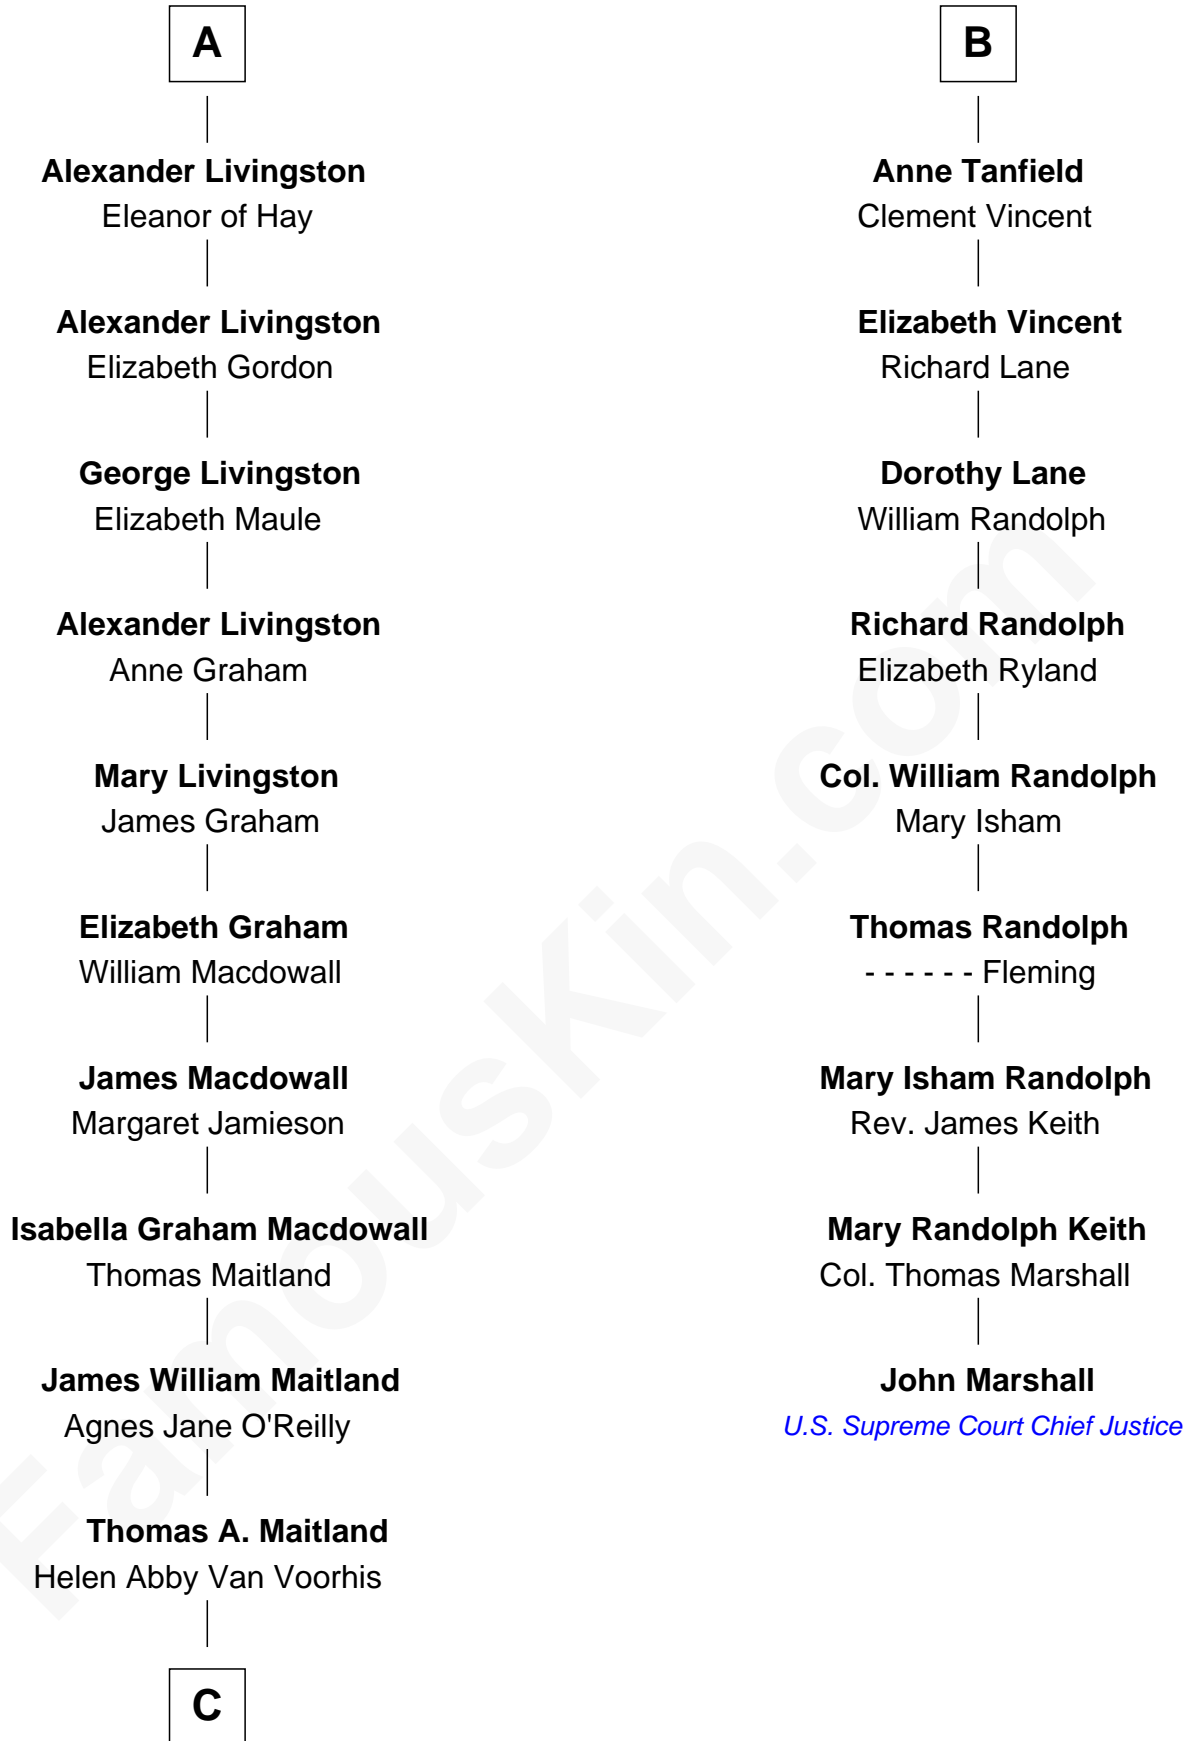 A
Alexander Livingston
Eleanor of Hay
Alexander Livingston
Elizabeth Gordon
George Livingston
Elizabeth Maule
Alexander Livingston
Anne Graham
Mary Livingston
James Graham
Elizabeth Graham
William Macdowall
James Macdowall
Margaret Jamieson
Isabella Graham Macdowall
Thomas Maitland
James William Maitland
Agnes Jane O'Reilly
Thomas A. Maitland
Helen Abby Van Voorhis
C
B
Anne Tanfield
Clement Vincent
Elizabeth Vincent
Richard Lane
Dorothy Lane
William Randolph
Richard Randolph
Elizabeth Ryland
Col. William Randolph
Mary Isham
Thomas Randolph
- - - - - - Fleming
Mary Isham Randolph
Rev. James Keith
Mary Randolph Keith
Col. Thomas Marshall
John Marshall
U.S. Supreme Court Chief Justice
FamousKin.com